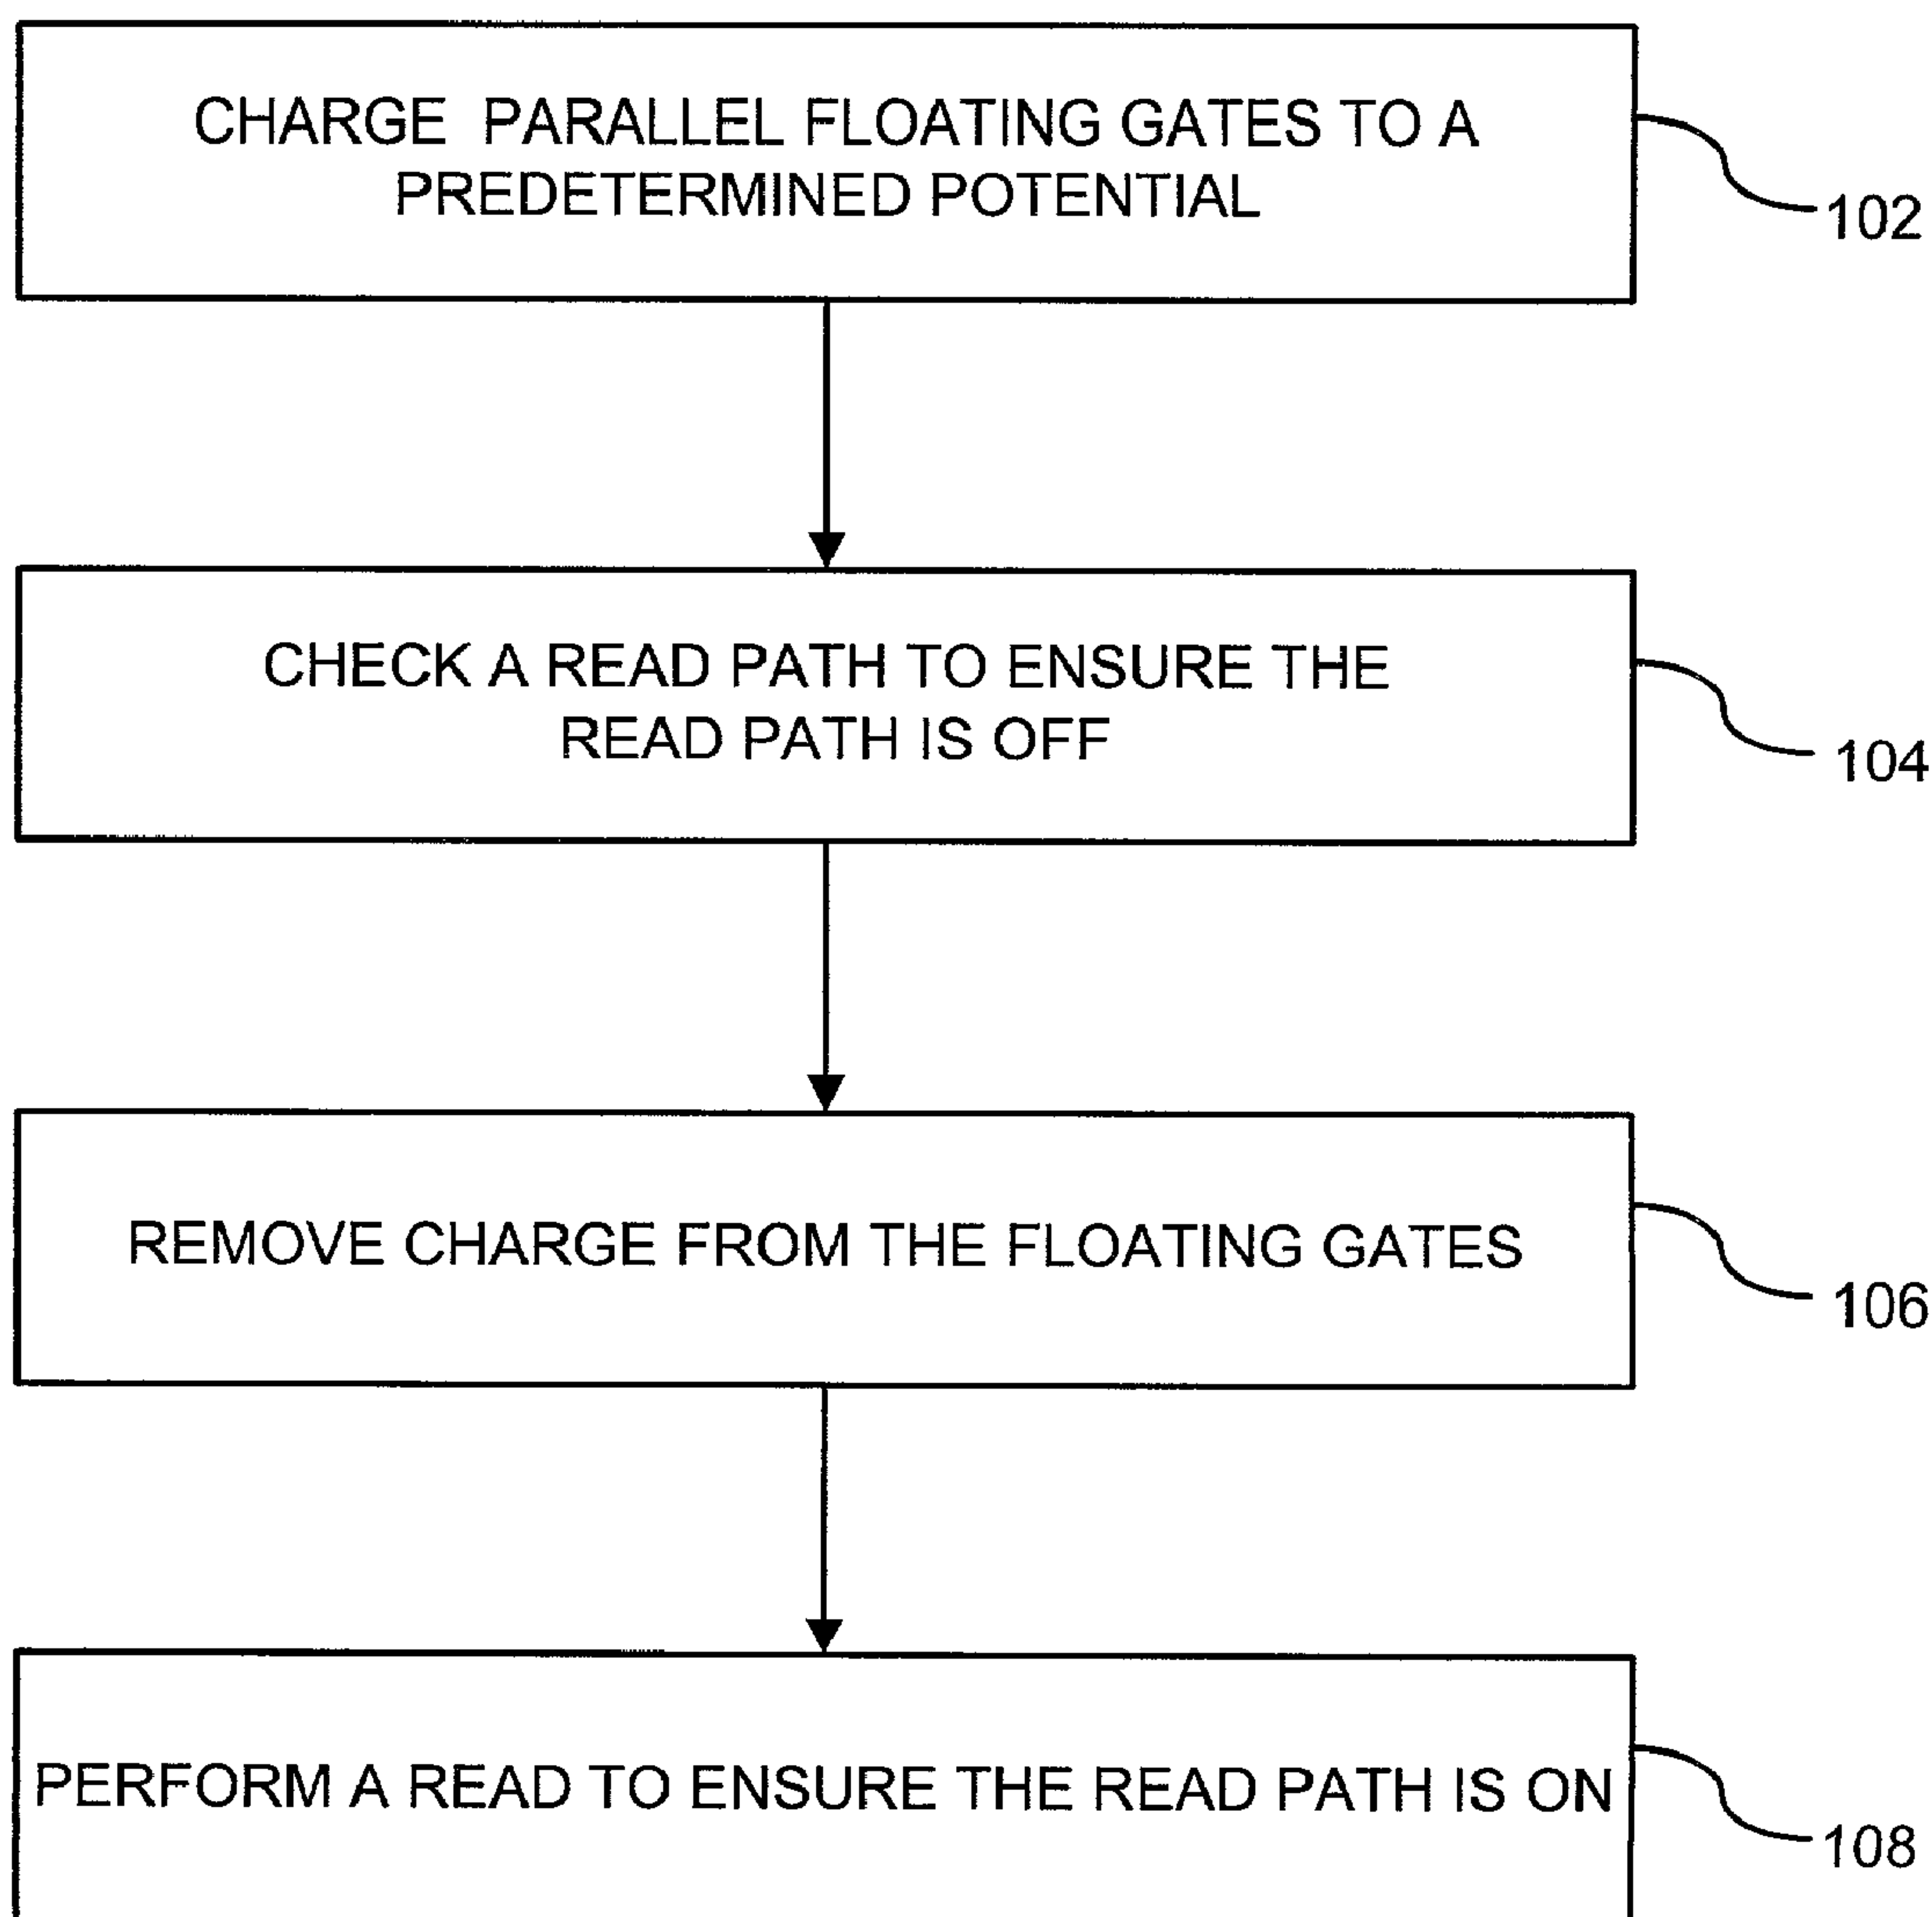 CHARGE PARALLEL FLOATING GATES TO A
PREDETERMINED POTENTIAL
102
CHECK A READ PATH TO ENSURE THE
READ PATH IS OFF
104
REMOVE CHARGE FROM THE FLOATING GATES
106
PERFORM A READ TO ENSURE THE READ PATH IS ON
108